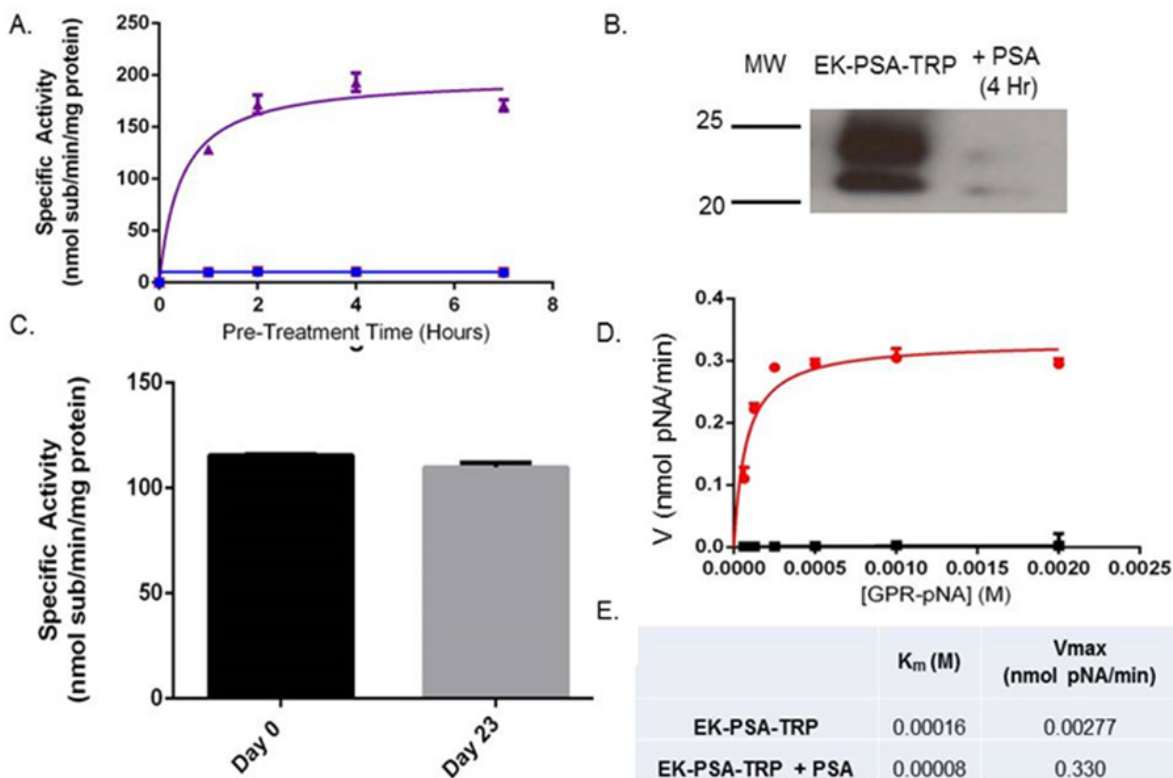 A.
Specific Activity
(nmol sub/min/mg protein)
250
200
150
100
50
0
0 2 4 6 8
Pre-Treatment Time (Hours)
B.
MW EK-PSA-TRP + PSA
(4 Hr)
25
20
C.
Specific Activity
(nmol sub/min/mg protein)
150
100
50
0
Day 0
Day 23
D.
V (nmol pNA/min)
0.4
0.3
0.2
0.1
0.0
0.0000 0.0005 0.0010 0.0015 0.0020 0.0025
[GPR-pNA] (M)
E.
Km (M) Vmax
(nmol pNA/min)
EK-PSA-TRP 0.00016 0.00277
EK-PSA-TRP + PSA 0.00008 0.330